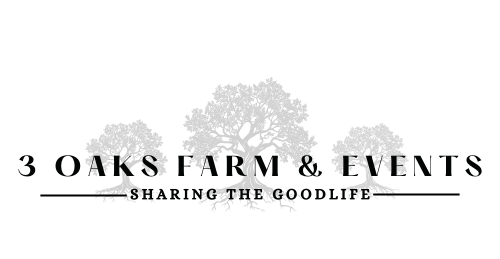 3 OAKS FARM & EVENTS
SHARING THE GOODLIFE